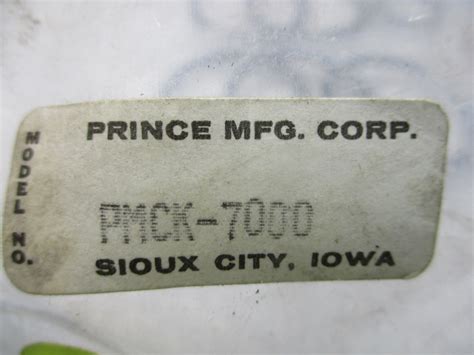 PRINCE MFG. CORP.
MODEL NO.
PMCK-7000
SIOUX CITY, IOWA